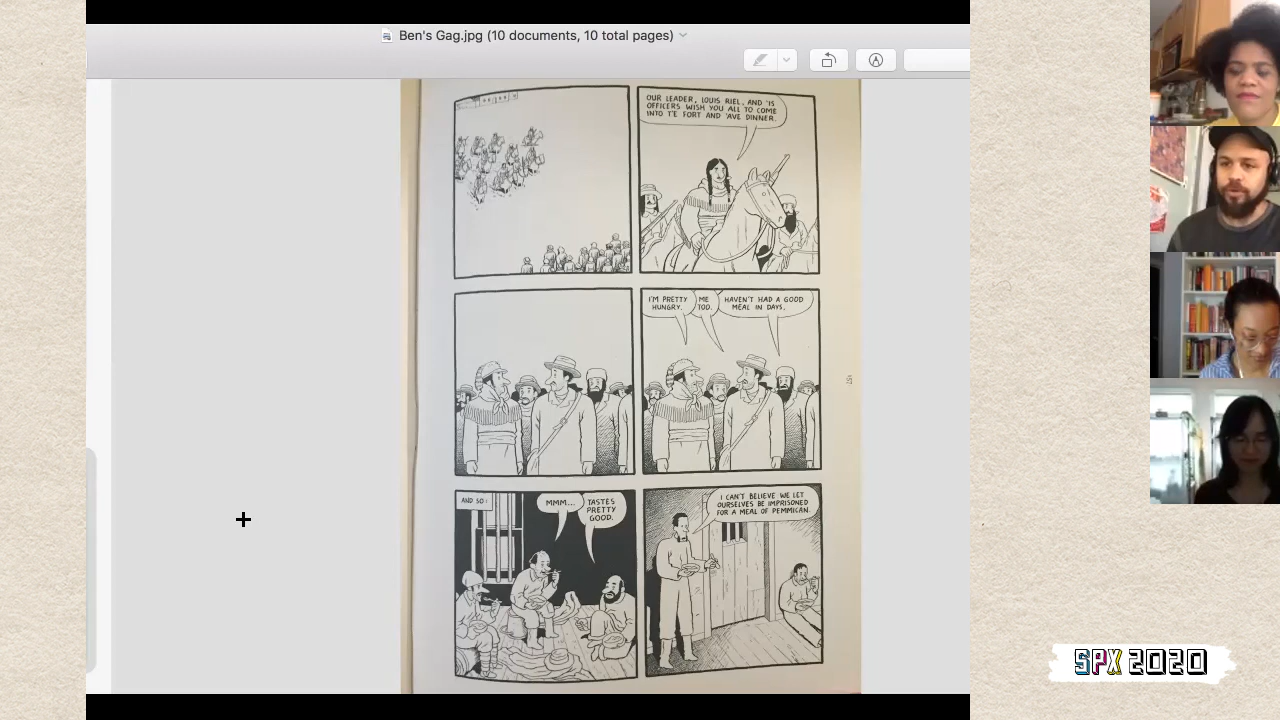 Ben's Gag.jpg (10 documents, 10 total pages)
OUR LEADER, LOUIS RIEL, AND 'IS
OFFICERS WISH YOU ALL TO COME
INTO T'E FORT AND 'AVE DINNER.
I'M PRETTY
HUNGRY.
ME
TOO.
HAVEN'T HAD A GOOD
MEAL IN DAYS.
AND SO:
MMM...
TASTES
PRETTY
GOOD.
I CAN'T BELIEVE WE LET
OURSELVES BE IMPRISONED
FOR A MEAL OF PEMMICAN.
SPX 2020